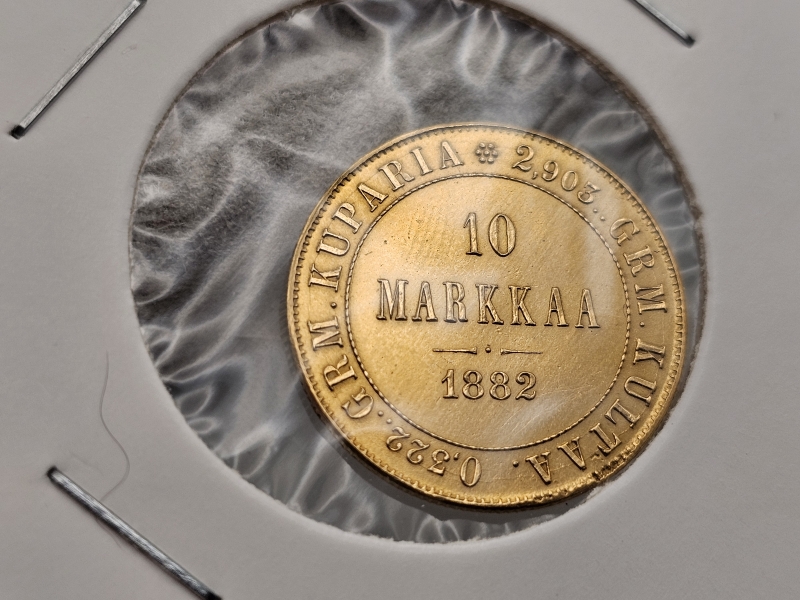 2,903.. GRM. KULTAA. 0,322.. GRM. KUPARIA
10
MARKKAA
1882